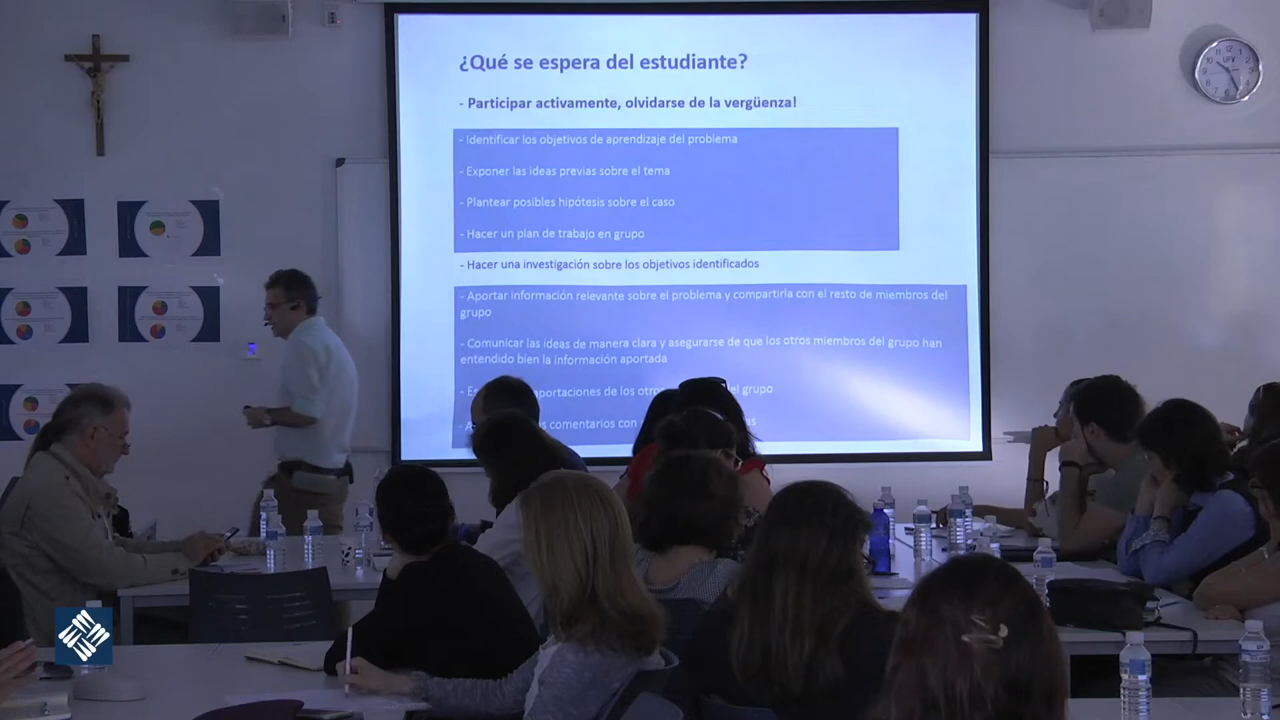 ¿Qué se espera del estudiante?
- Participar activamente, olvidarse de la vergüenza!
- Identificar los objetivos de aprendizaje del problema
- Exponer las ideas previas sobre el tema
- Plantear posibles hipótesis sobre el caso
- Hacer un plan de trabajo en grupo
- Hacer una investigación sobre los objetivos identificados
- Aportar información relevante sobre el problema y compartirla con el resto de miembros del
grupo
- Comunicar las ideas de manera clara y asegurarse de que los otros miembros del grupo han
entendido bien la información aportada
aportaciones de los del grupo
comentarios con
UFV